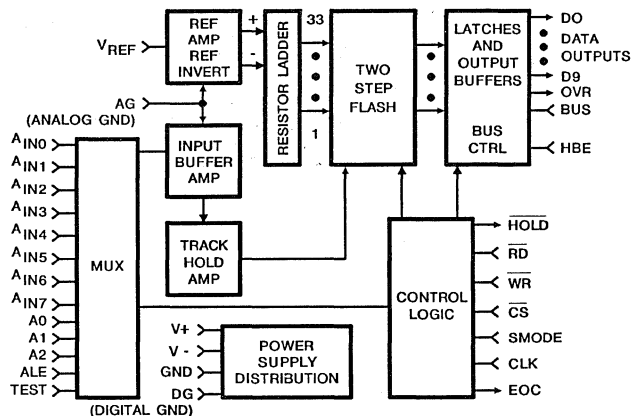 REF AMP REF INVERT
+
-
33
RESISTOR LADDER
1
TWO STEP FLASH
LATCHES AND OUTPUT BUFFERS
BUS CTRL
DO
DATA OUTPUTS
D9
OVR
BUS
HBE
VREF
AG
(ANALOG GND)
INPUT BUFFER AMP
TRACK HOLD AMP
AIN0
AIN1
AIN2
AIN3
AIN4
AIN5
AIN6
AIN7
A0
A1
A2
ALE
TEST
MUX
(DIGITAL GND)
V+
V -
GND
DG
POWER SUPPLY DISTRIBUTION
CONTROL LOGIC
HOLD
RD
WR
CS
SMODE
CLK
EOC